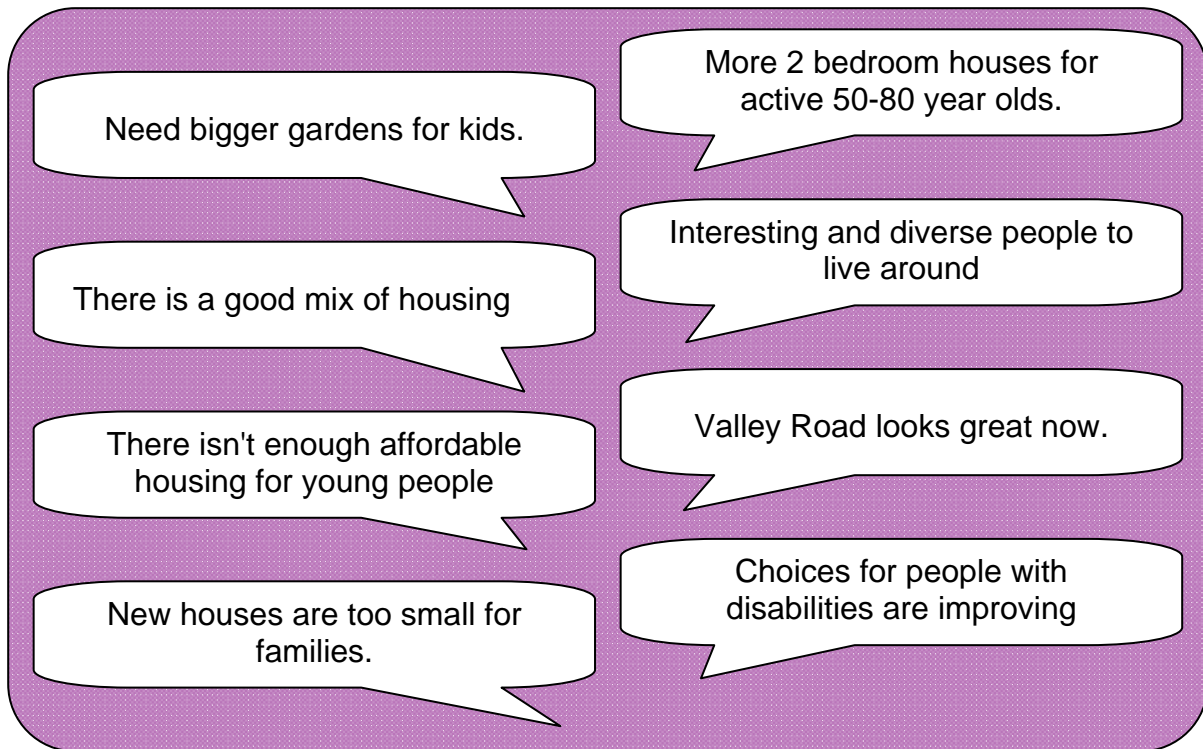 Need bigger gardens for kids.
There is a good mix of housing
There isn't enough affordable
housing for young people
New houses are too small for
families.
More 2 bedroom houses for
active 50-80 year olds.
Interesting and diverse people to
live around
Valley Road looks great now.
Choices for people with
disabilities are improving